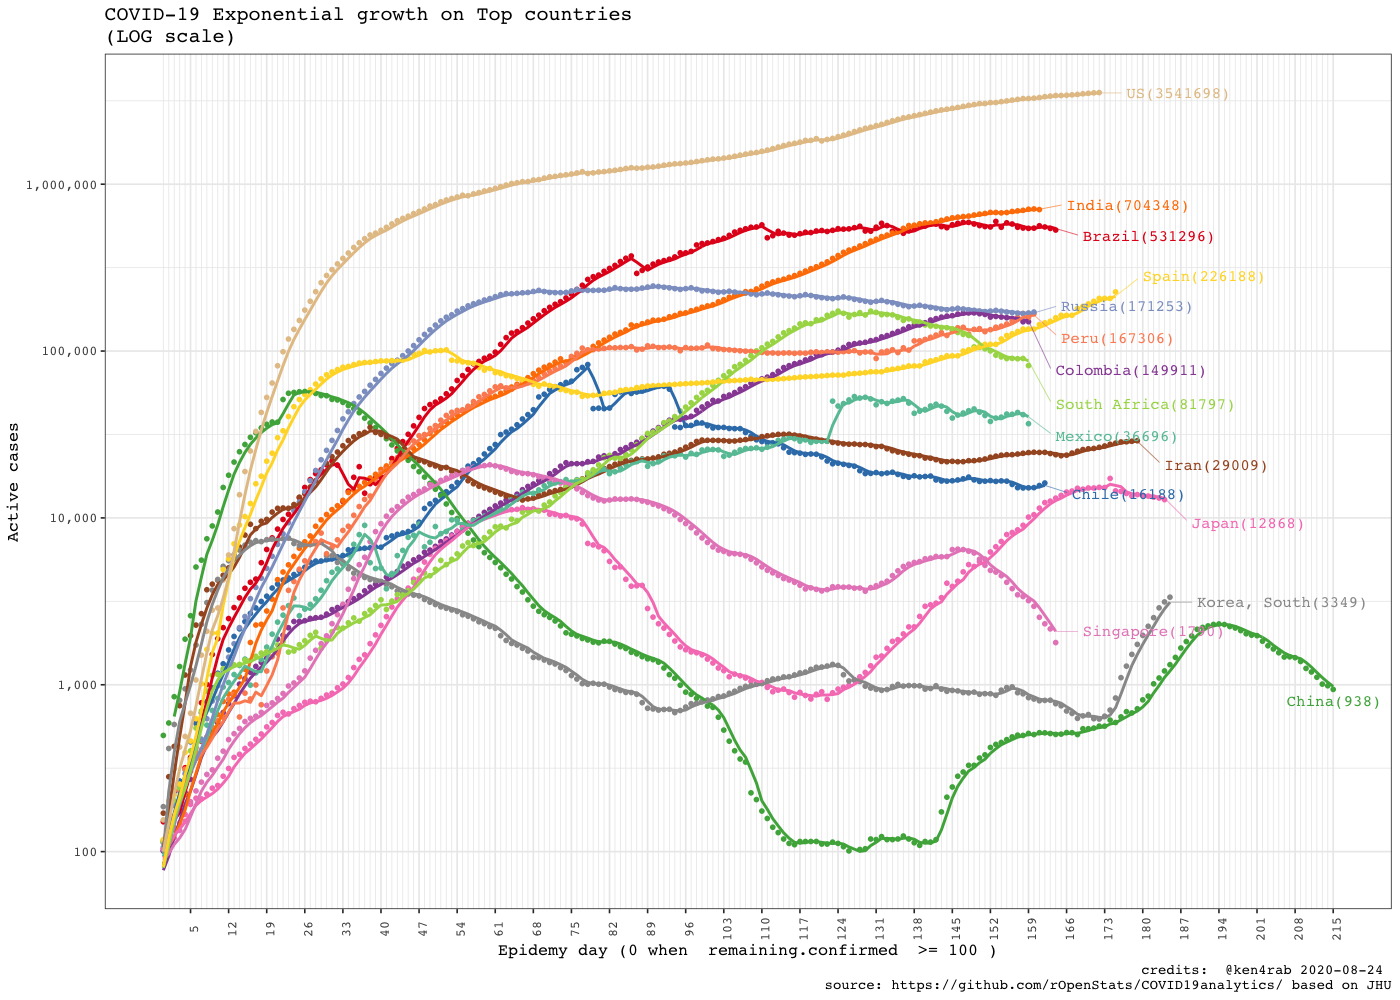 COVID-19 Exponential growth on Top countries
(LOG scale)
US(3541698)
1,000,000
India(704348)
Brazil(531296)
Spain(226188)
Russia(171253)
Peru(167306)
100,000
Colombia(149911)
South Africa(81797)
Mexico(36696)
Iran(29009)
Chile(16188)
10,000
Japan(12868)
Korea, South(3349)
1,000
China(938)
100
Active cases
5 12 19 26 33 40 47 54 61 68 75 82 89 96 103 110 117 124 131 138 145 152 159 166 173 180 187 194 201 208 215
Epidemy day (0 when  remaining.confirmed  >= 100 )
credits:  @ken4rab 2020-08-24
source: https://github.com/rOpenStats/COVID19analytics/ based on JHU